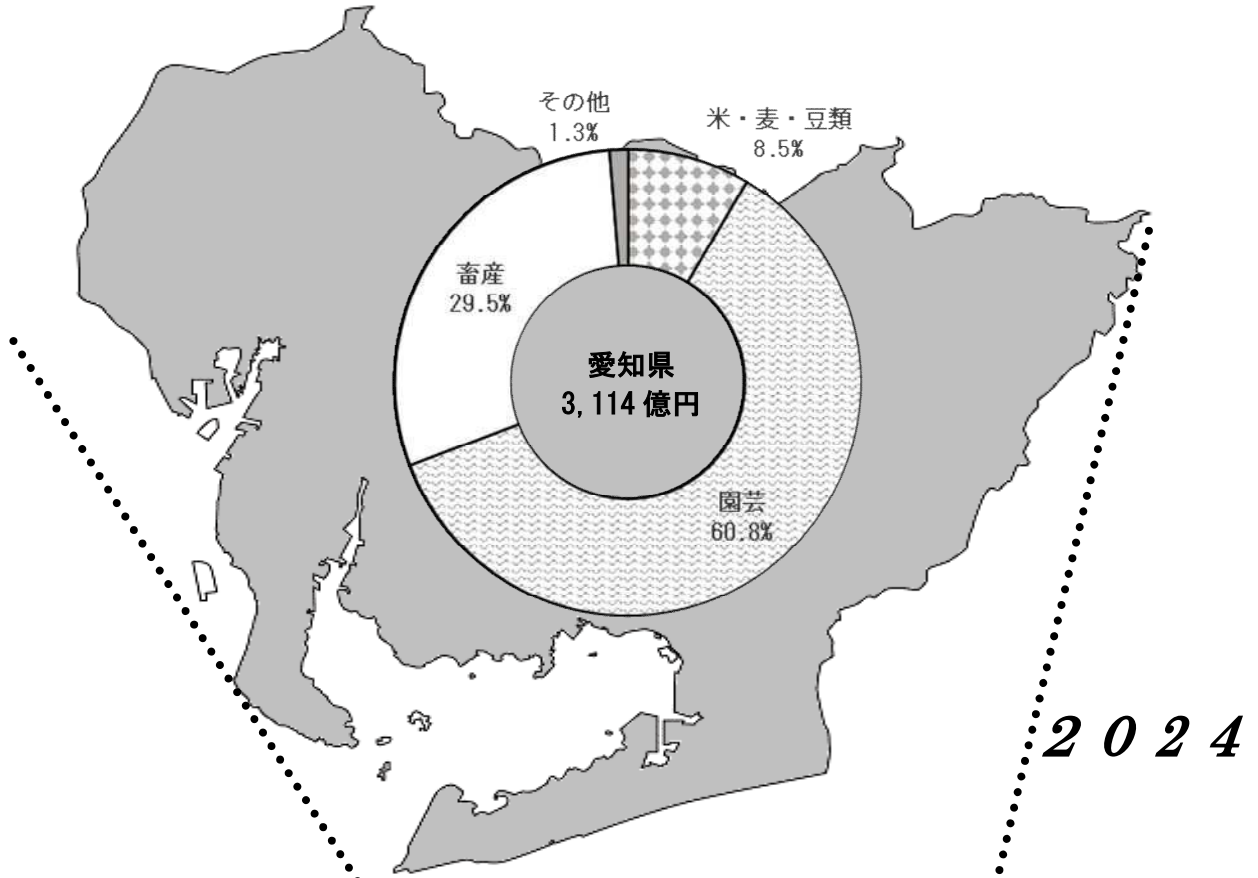 その他
1.3%
米・麦・豆類
8.5%
畜産
29.5%
愛知県
3,114億円
園芸
60.8%
2024